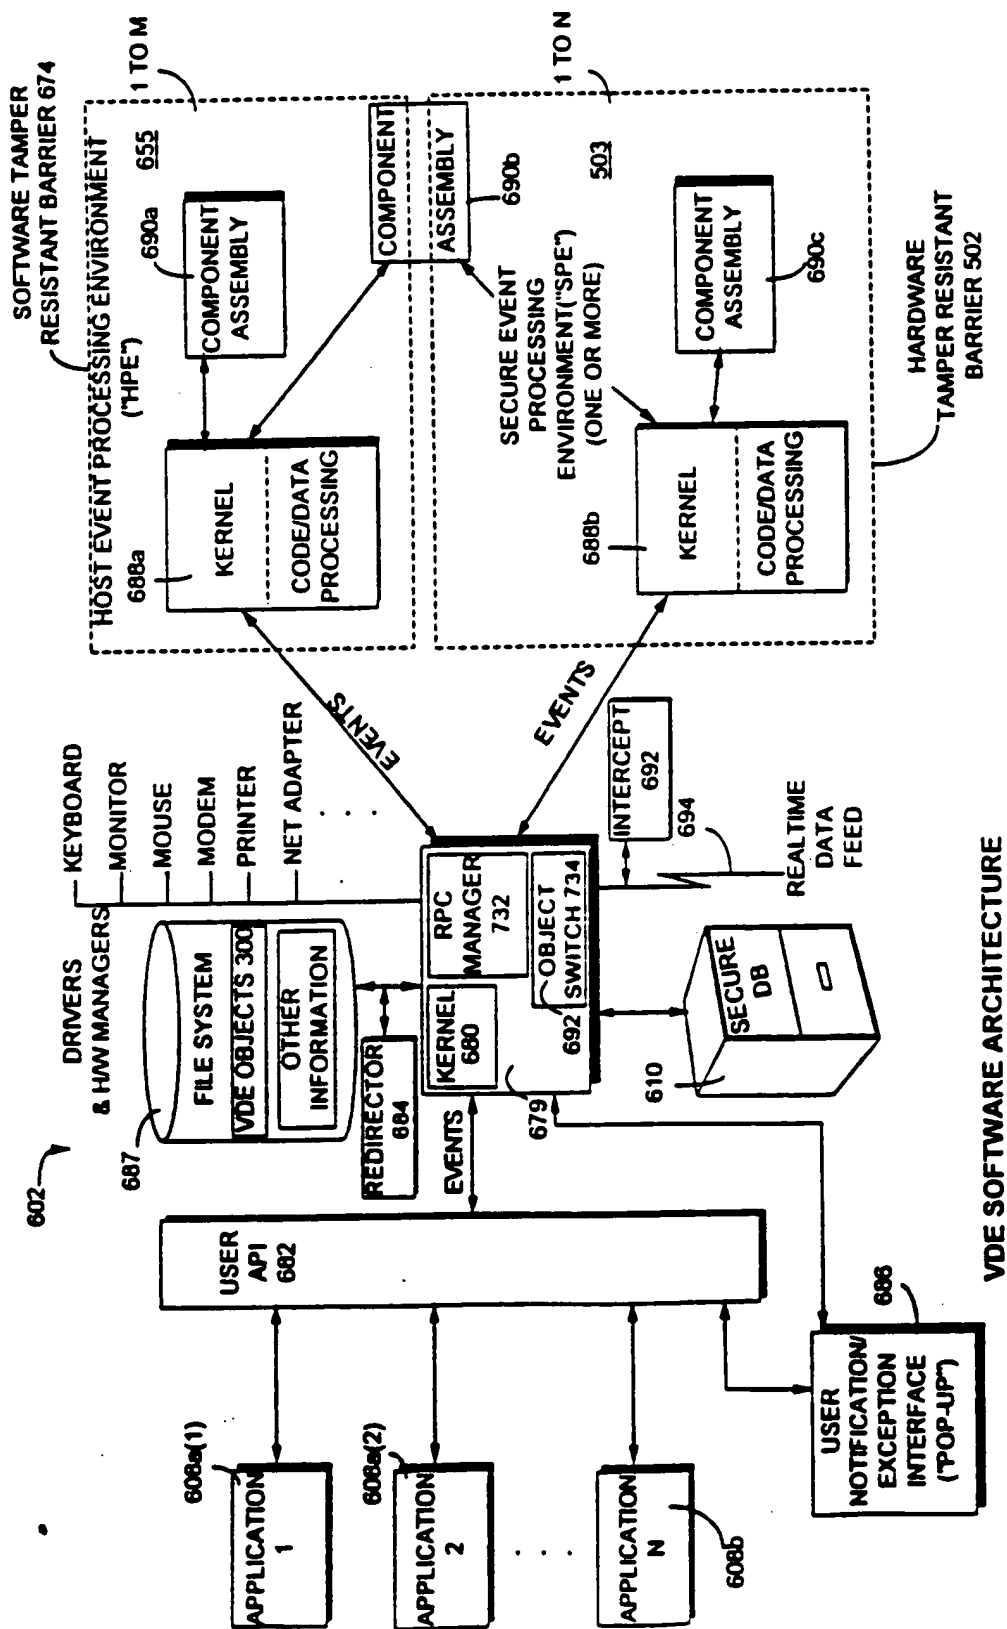 602
608a(1)
APPLICATION
1
608a(2)
APPLICATION
2
. . . .
APPLICATION
N
608b
USER
API
682
USER
NOTIFICATION/
EXCEPTION
INTERFACE
("POP-UP")
686
EVENTS
DRIVERS
& H/W MANAGERS
KEYBOARD
MONITOR
MOUSE
MODEM
PRINTER
NET ADAPTER
. . .
687
FILE SYSTEM
VDE OBJECTS 300
OTHER
INFORMATION
REDIRECTOR
684
KERNEL
680
RPC
MANAGER
732
OBJECT
SWITCH 734
692
679
SECURE
DB
610
INTERCEPT
692
694
REALTIME
DATA
FEED
EVENTS
EVENTS
SOFTWARE TAMPER
RESISTANT BARRIER 674
HOST EVENT PROCESSING ENVIRONMENT
("HPE")
655
1 TO M
688a
KERNEL
CODE/DATA
PROCESSING
690a
COMPONENT
ASSEMBLY
COMPONENT
ASSEMBLY
690b
1 TO N
503
SECURE EVENT
PROCESSING
ENVIRONMENT("SPE")
(ONE OR MORE)
688b
KERNEL
CODE/DATA
PROCESSING
COMPONENT
ASSEMBLY
690c
HARDWARE
TAMPER RESISTANT
BARRIER 502
VDE SOFTWARE ARCHITECTURE